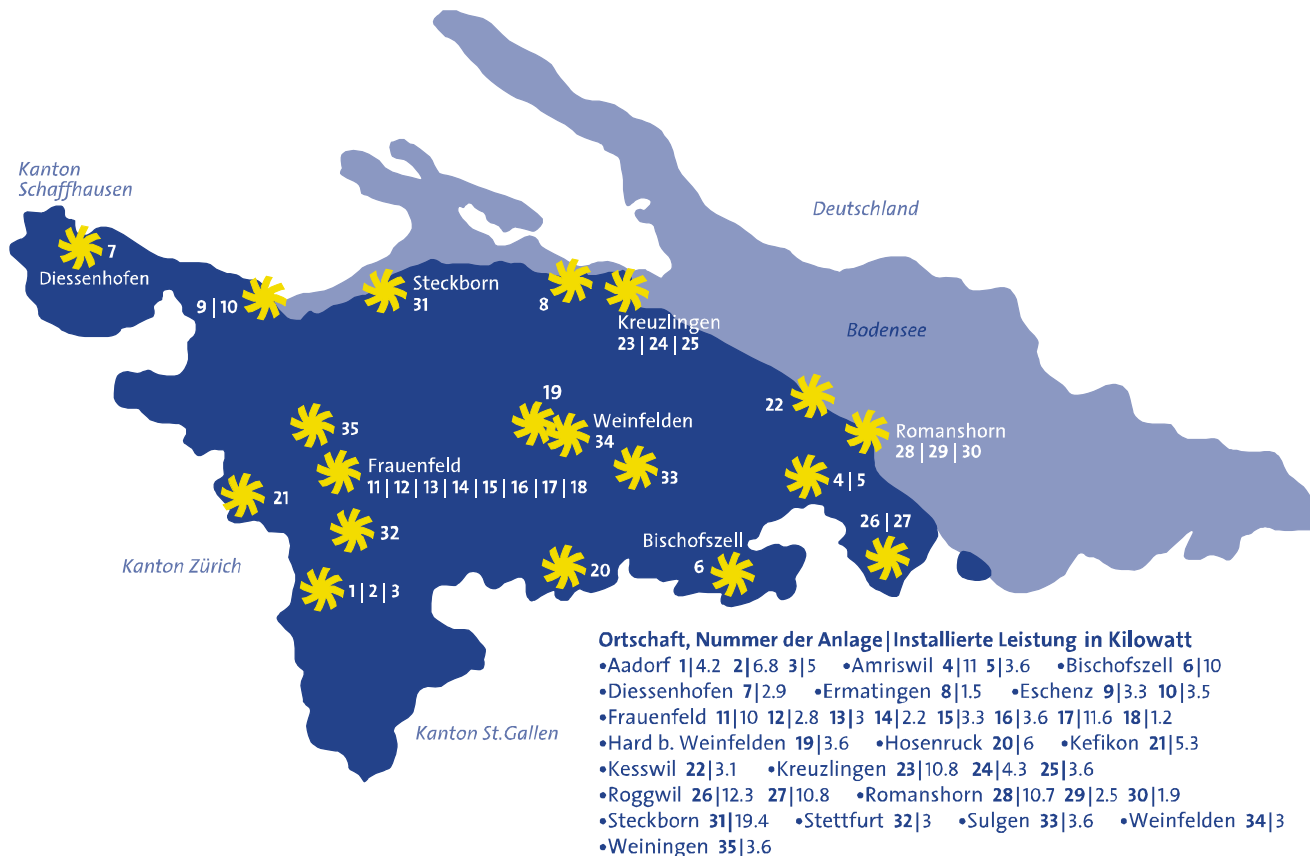 Kanton
Schaffhausen
Deutschland
7
Diessenhofen
Steckborn
31
9|10
8
Kreuzlingen
23|24|25
Bodensee
19
22
Weinfelden
34
35
Romanshorn
28|29|30
Frauenfeld
11|12|13|14|15|16|17|18
33
4|5
21
26|27
32
Bischofszell
6
Kanton Zürich
20
1|2|3
Kanton St.Gallen
Ortschaft, Nummer der Anlage|Installierte Leistung in Kilowatt
•Aadorf 1|4.2 2|6.8 3|5 •Amriswil 4|11 5|3.6 •Bischofszell 6|10
•Diessenhofen 7|2.9 •Ermatingen 8|1.5 •Eschenz 9|3.3 10|3.5
•Frauenfeld 11|10 12|2.8 13|3 14|2.2 15|3.3 16|3.6 17|11.6 18|1.2
•Hard b. Weinfelden 19|3.6 •Hosenruck 20|6 •Kefikon 21|5.3
•Kesswil 22|3.1 •Kreuzlingen 23|10.8 24|4.3 25|3.6
•Roggwil 26|12.3 27|10.8 •Romanshorn 28|10.7 29|2.5 30|1.9
•Steckborn 31|19.4 •Stettfurt 32|3 •Sulgen 33|3.6 •Weinfelden 34|3
•Weiningen 35|3.6